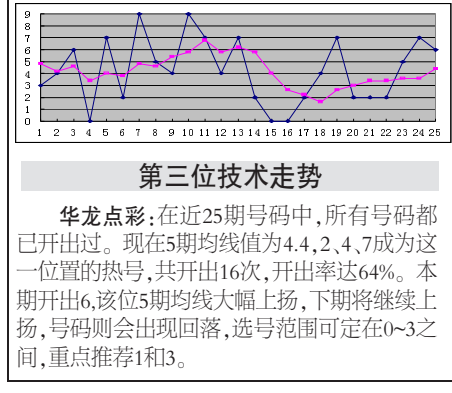 9
8
7
6
5
4
3
2
1
0
1 2 3 4 5 6 7 8 9 10 11 12 13 14 15 16 17 18 19 20 21 22 23 24 25
第三位技术走势
华龙点彩:在近25期号码中,所有号码都
已开出过。现在5期均线值为4.4,2、4、7成为这
一位置的热号,共开出16次,开出率达64%。本
期开出6,该位5期均线大幅上扬,下期将继续上
扬,号码则会出现回落,选号范围可定在0~3之
间,重点推荐1和3。